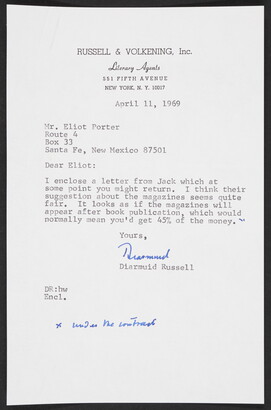 RUSSELL & VOLKENING, Inc.
Literary Agents
551 FIFTH AVENUE
NEW YORK, N. Y. 10017
April 11, 1969
Mr. Eliot Porter
Route 4
Box 33
Santa Fe, New Mexico 87501
Dear Eliot:
I enclose a letter from Jack which at
some point you might return. I think their
suggestion about the magazines seems quite
fair. It looks as if the magazines will
appear after book publication, which would
normally mean you'd get 45% of the money. x
Yours,
Diarmuid
Diarmuid Russell
DR:hw
Encl.
x under the contract